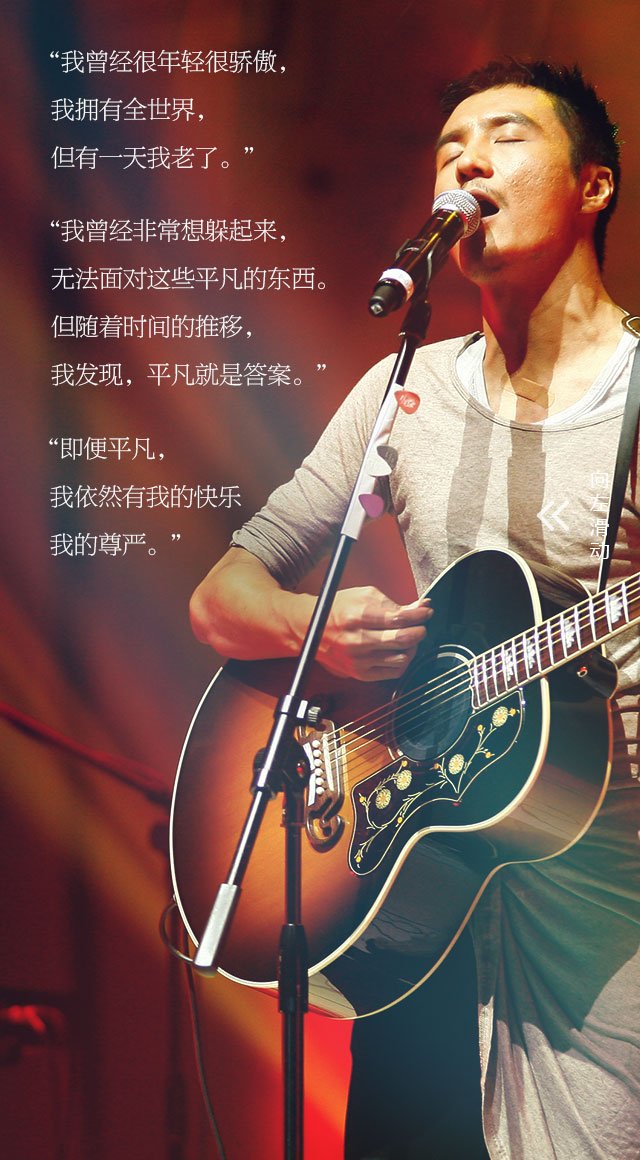 “我曾经很年轻很骄傲，
我拥有全世界，
但有一天我老了。”
“我曾经非常想躲起来，
无法面对这些平凡的东西。
但随着时间的推移，
我发现，平凡就是答案。”
“即便平凡，
我依然有我的快乐
我的尊严。”
向左滑动